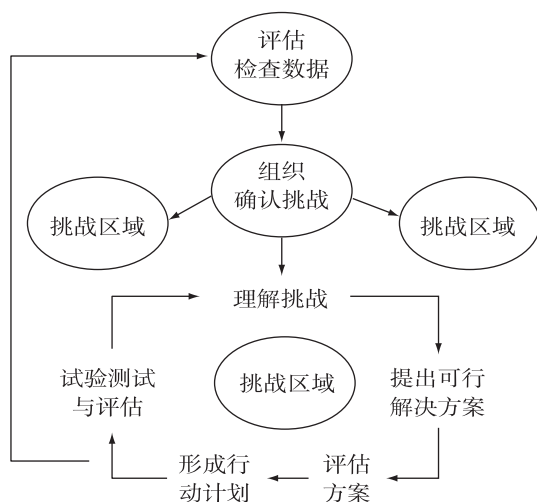 评估
检查数据
组织
确认挑战
挑战区域
挑战区域
理解挑战
挑战区域
试验测试
与评估
提出可行
解决方案
形成行
动计划
评估
方案